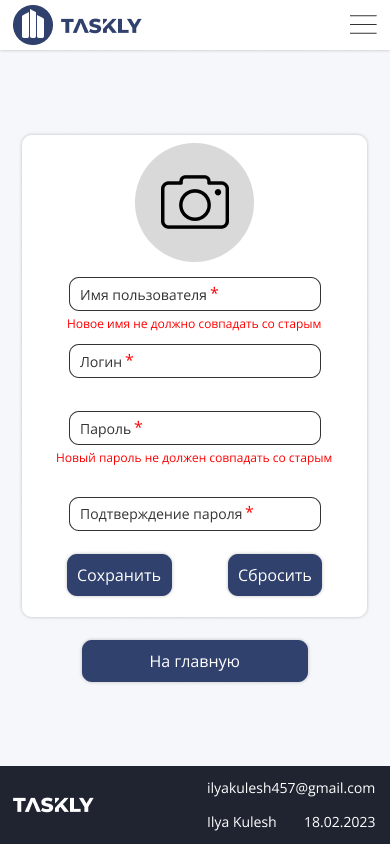 TASKLY
Имя пользователя *
Новое имя не должно совпадать со старым
Логин *
Пароль *
Новый пароль не должен совпадать со старым
Подтверждение пароля *
Сохранить Сбросить
На главную
TASKLY
ilyakulesh457@gmail.com
Ilya Kulesh 18.02.2023